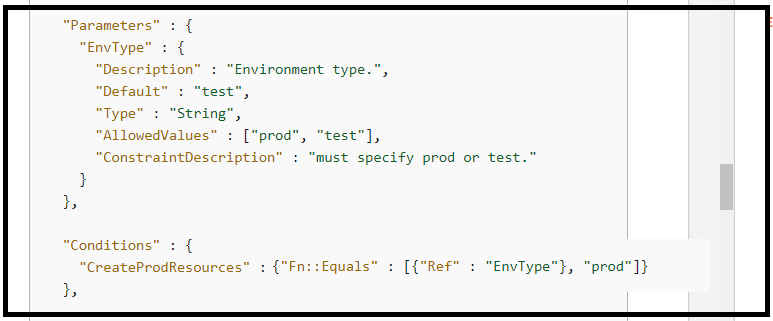 "Parameters" : {
"EnvType" : {
"Description" : "Environment type.",
"Default" : "test",
"Type" : "String",
"AllowedValues" : ["prod", "test"],
"ConstraintDescription" : "must specify prod or test."
}
},
"Conditions" : {
"CreateProdResources" : {"Fn::Equals" : [{"Ref" : "EnvType"}, "prod"]}
},